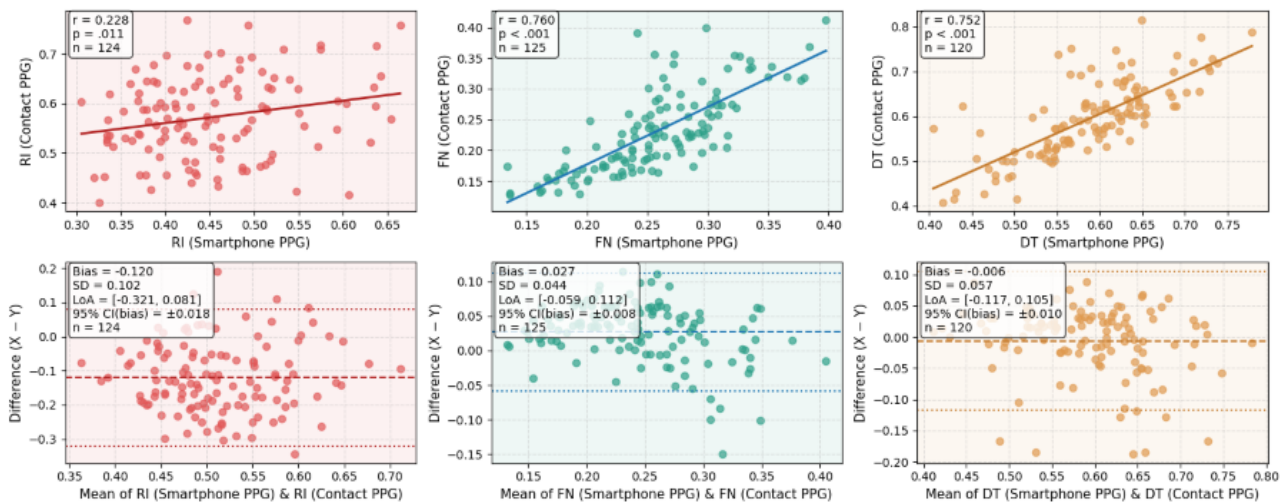 r = 0.228
p = .011
n = 124
0.7
0.6
0.5
0.4
RI (Contact PPG)
0.30 0.35 0.40 0.45 0.50 0.55 0.60 0.65
RI (Smartphone PPG)
r = 0.760
p < .001
n = 125
0.40
0.35
0.30
0.25
0.20
0.15
FN (Contact PPG)
0.15 0.20 0.25 0.30 0.35 0.40
FN (Smartphone PPG)
r = 0.752
p < .001
n = 120
0.8
0.7
0.6
0.5
0.4
DT (Contact PPG)
0.40 0.45 0.50 0.55 0.60 0.65 0.70 0.75
DT (Smartphone PPG)
Bias = -0.120
SD = 0.102
LoA = [-0.321, 0.081]
95% CI(bias) = ±0.018
n = 124
0.2
0.1
0.0
−0.1
−0.2
−0.3
Difference (X − Y)
0.35 0.40 0.45 0.50 0.55 0.60 0.65 0.70
Mean of RI (Smartphone PPG) & RI (Contact PPG)
Bias = 0.027
SD = 0.044
LoA = [-0.059, 0.112]
95% CI(bias) = ±0.008
n = 125
0.10
0.05
0.00
−0.05
−0.10
−0.15
Difference (X − Y)
0.15 0.20 0.25 0.30 0.35 0.40
Mean of FN (Smartphone PPG) & FN (Contact PPG)
Bias = -0.006
SD = 0.057
LoA = [-0.117, 0.105]
95% CI(bias) = ±0.010
n = 120
0.10
0.05
0.00
−0.05
−0.10
−0.15
−0.20
Difference (X − Y)
0.40 0.45 0.50 0.55 0.60 0.65 0.70 0.75 0.80
Mean of DT (Smartphone PPG) & DT (Contact PPG)